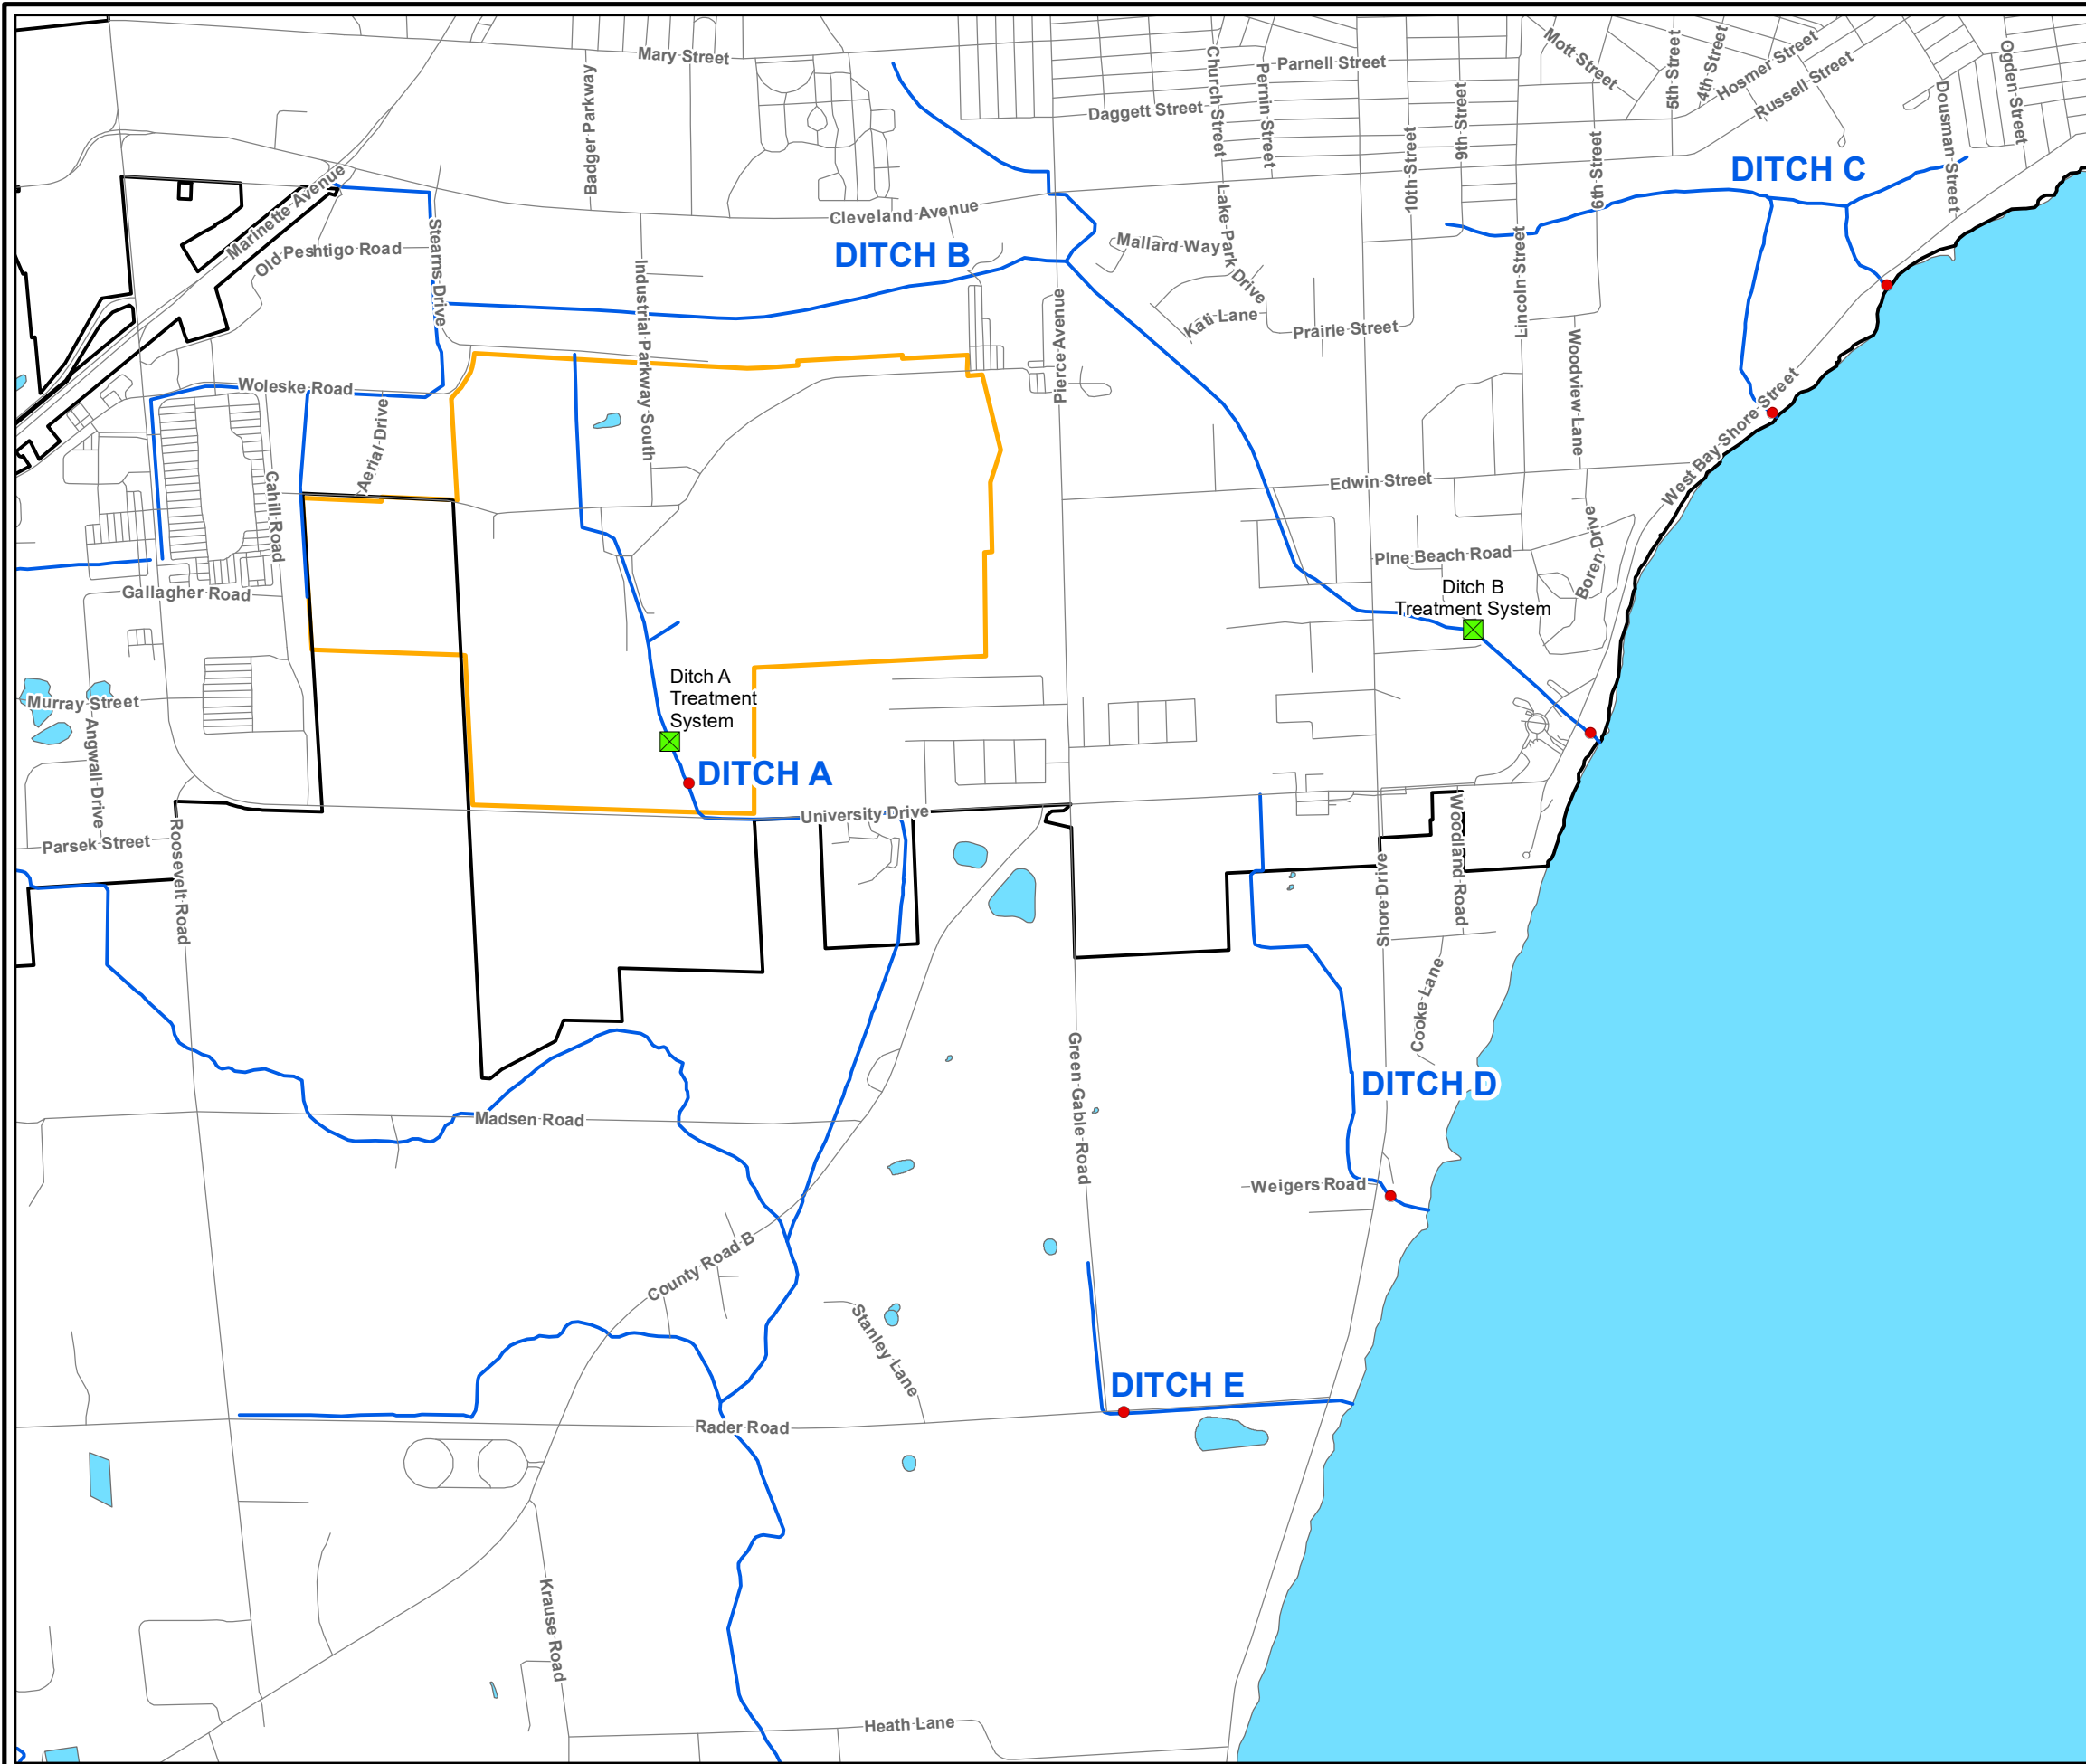 Mary Street
Badger Parkway
Church Street
Pernin Street
Parnell Street
Daggett Street
10th Street
9th Street
Mott Street
6th Street
5th Street
4th Street
Hosmer Street
Russell Street
Dousman Street
Ogden Street
DITCH C
Marinette Avenue
Old Peshtigo Road
Stearns Drive
Cleveland Avenue
DITCH B
Mallard Way
Lake Park Drive
Kati Lane
Prairie Street
Lincoln Street
Woodview Lane
Industrial Parkway South
Pierce Avenue
Woleske Road
Aerial Drive
Cahill Road
Edwin Street
West Bay Shore Street
Pine Beach Road
Boren Drive
Gallagher Road
Ditch B
Treatment System
Ditch A
Treatment
System
Murray Street
Angwall Drive
DITCH A
University Drive
Parsek Street
Roosevelt Road
Shore Drive
Woodland Road
Cooke Lane
Green Gable Road
DITCH D
Madsen Road
Weigers Road
County Road B
Stanley Lane
DITCH E
Rader Road
Krause Road
Heath Lane